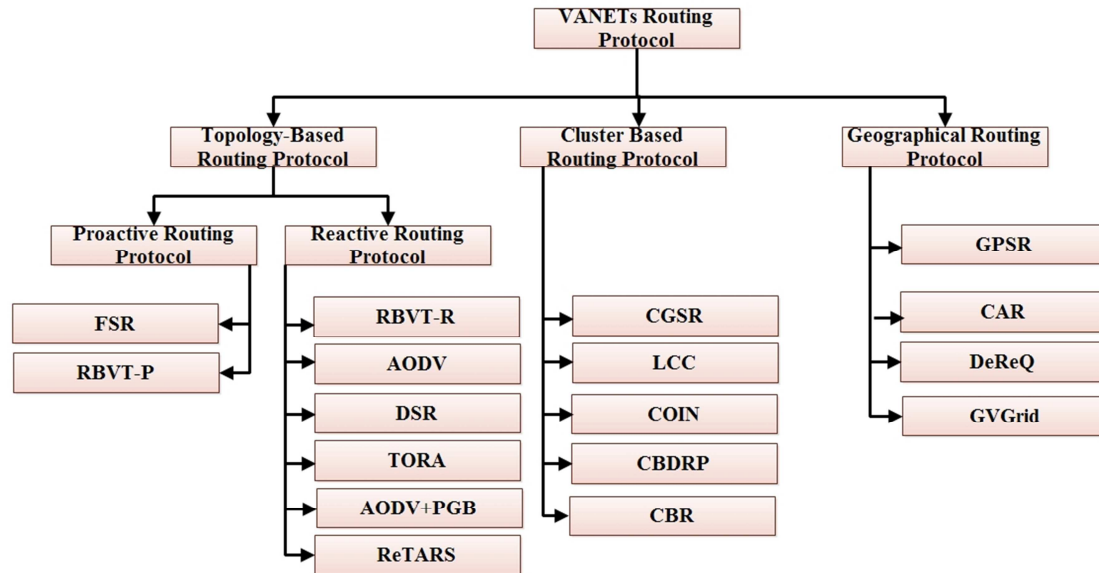 VANETs Routing
Protocol
Topology-Based
Routing Protocol
Cluster Based
Routing Protocol
Geographical Routing
Protocol
Proactive Routing
Protocol
Reactive Routing
Protocol
FSR
RBVT-P
RBVT-R
AODV
DSR
TORA
AODV+PGB
ReTARS
CGSR
LCC
COIN
CBDRP
CBR
GPSR
CAR
DeReQ
GVGrid